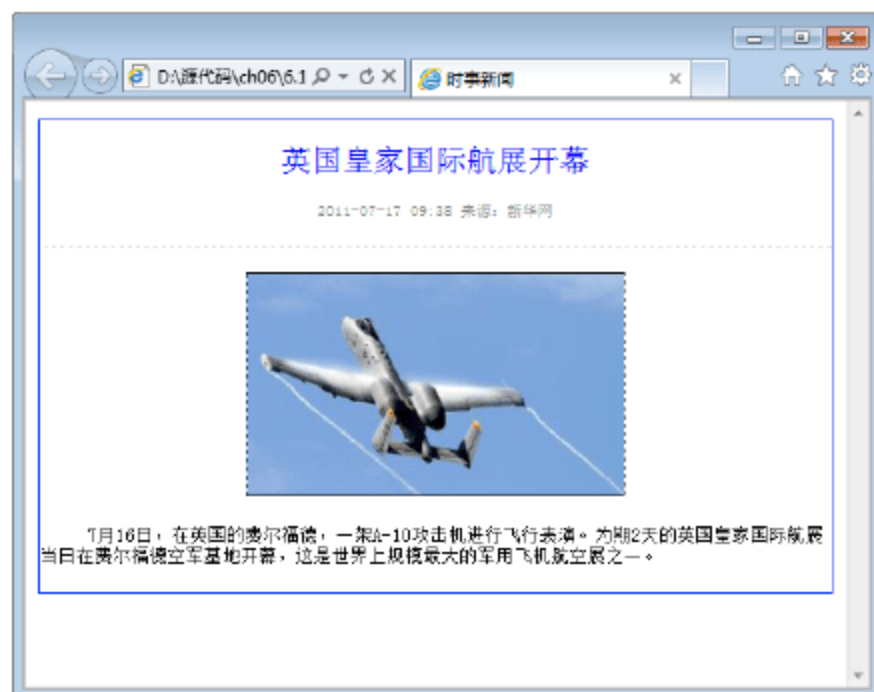 D:\源代码\ch06\6.1
时事新闻
英国皇家国际航展开幕
2011-07-17 09:38 来源：新华网
7月16日，在英国的费尔福德，一架A-10攻击机进行飞行表演。为期2天的英国皇家国际航展
当日在费尔福德空军基地开幕，这是世界上规模最大的军用飞机航空展之一。